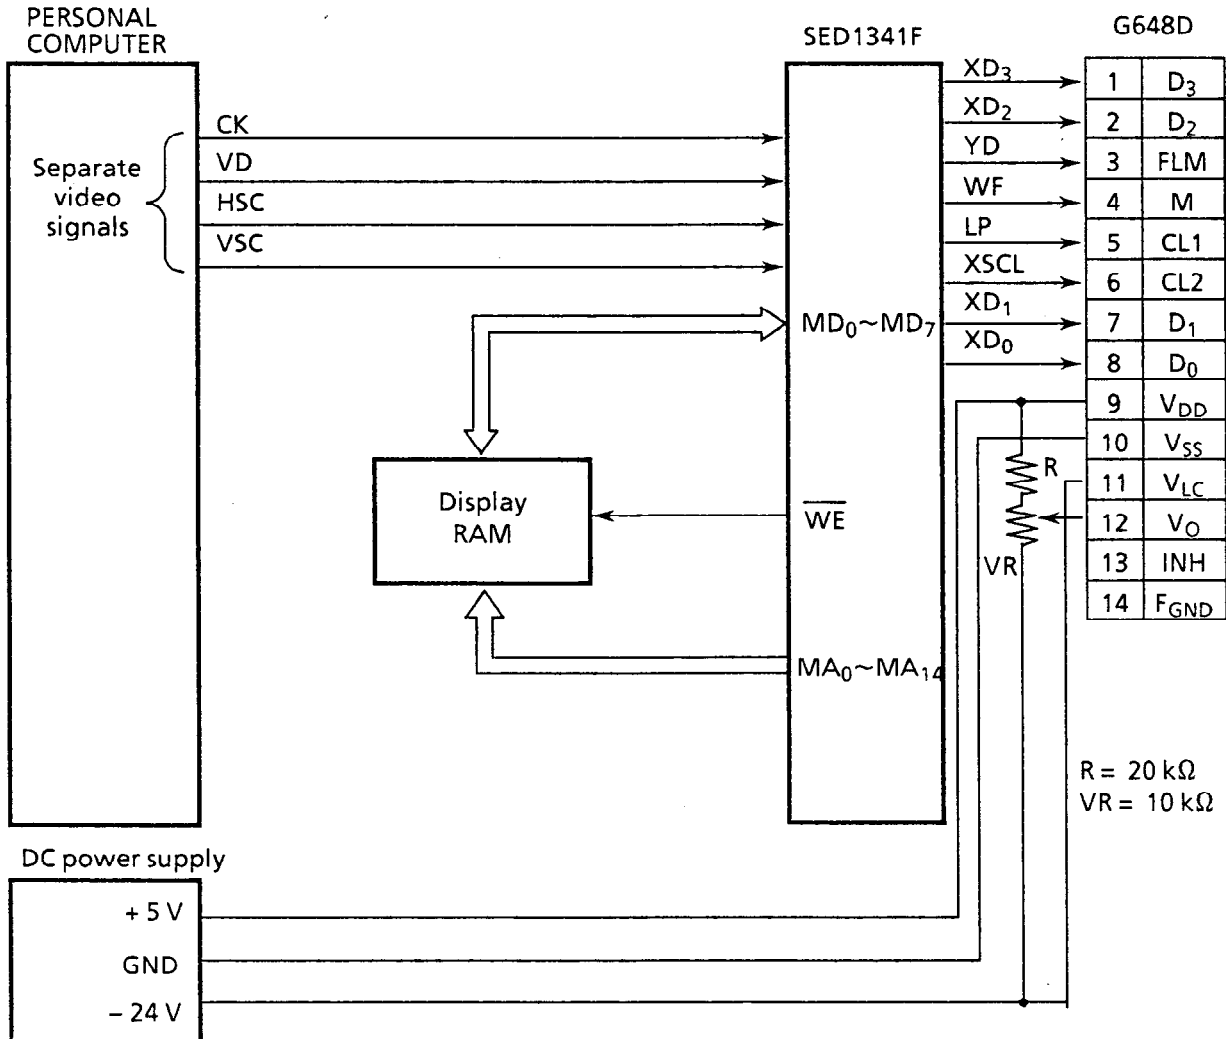 PERSONAL
COMPUTER
SED1341F
G648D
Separate
video
signals
CK
VD
HSC
VSC
MD0~MD7
WE
MA0~MA14
Display
RAM
XD3
XD2
YD
WF
LP
XSCL
XD1
XD0
1 D3
2 D2
3 FLM
4 M
5 CL1
6 CL2
7 D1
8 D0
9 VDD
10 VSS
11 VLC
12 VO
13 INH
14 FGND
R
VR
R = 20 kΩ
VR = 10 kΩ
DC power supply
+ 5 V
GND
– 24 V